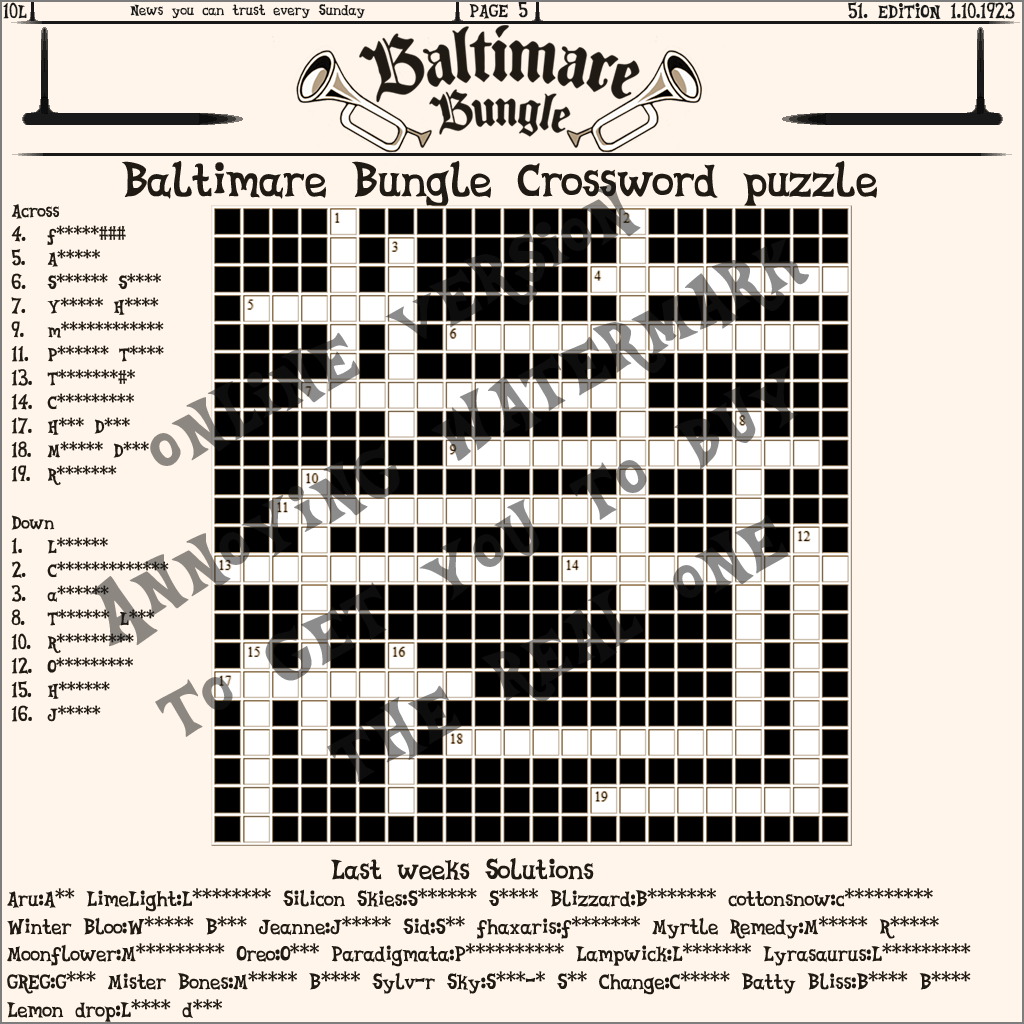 10L News you can trust every Sunday PAGE 5 51. EDITION 1.10.1923
Baltimare
Bungle
Baltimare Bungle Crossword puzzle
Across
4. f*****###
5. A*****
6. S****** S****
7. Y***** H****
9. m************
11. P****** T****
13. T*******#*
14. C*********
17. H*** D***
18. M***** D***
19. R*******
Down
1. L******
2. C*************
3. a******
8. T****** L***
10. R*********
12. O*********
15. H******
16. J*****
1 2
3
4
5
6
7
8
9
10
11
12
13 14
15 16
17
18
19
ONLINE VERSION
ANNOYING WATERMARK
TO GET YOU TO BUY
THE REAL ONE
Last weeks Solutions
Aru:A** LimeLight:L******** Silicon Skies:S****** S**** Blizzard:B******* cottonsnow:c*********
Winter Bloo:W***** B*** Jeanne:J***** Sid:S** fhaxaris:f******* Myrtle Remedy:M***** R*****
Moonflower:M********* Oreo:O*** Paradigmata:P********** Lampwick:L******* Lyrasaurus:L*********
GREG:G*** Mister Bones:M***** B**** Sylv-r Sky:S***-* S** Change:C***** Batty Bliss:B**** B****
Lemon drop:L**** d***